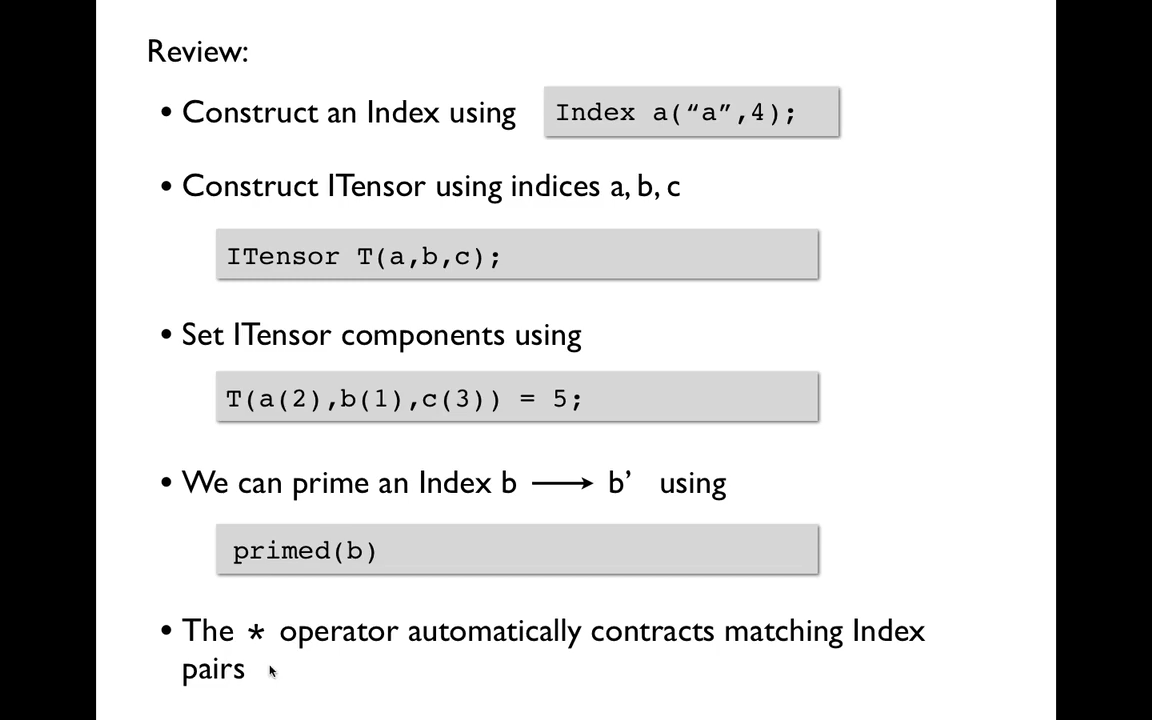 Review:
• Construct an Index using Index a(“a”,4);
• Construct ITensor using indices a, b, c
ITensor T(a,b,c);
• Set ITensor components using
T(a(2),b(1),c(3)) = 5;
• We can prime an Index b ⟶ b’ using
primed(b)
• The * operator automatically contracts matching Index
pairs